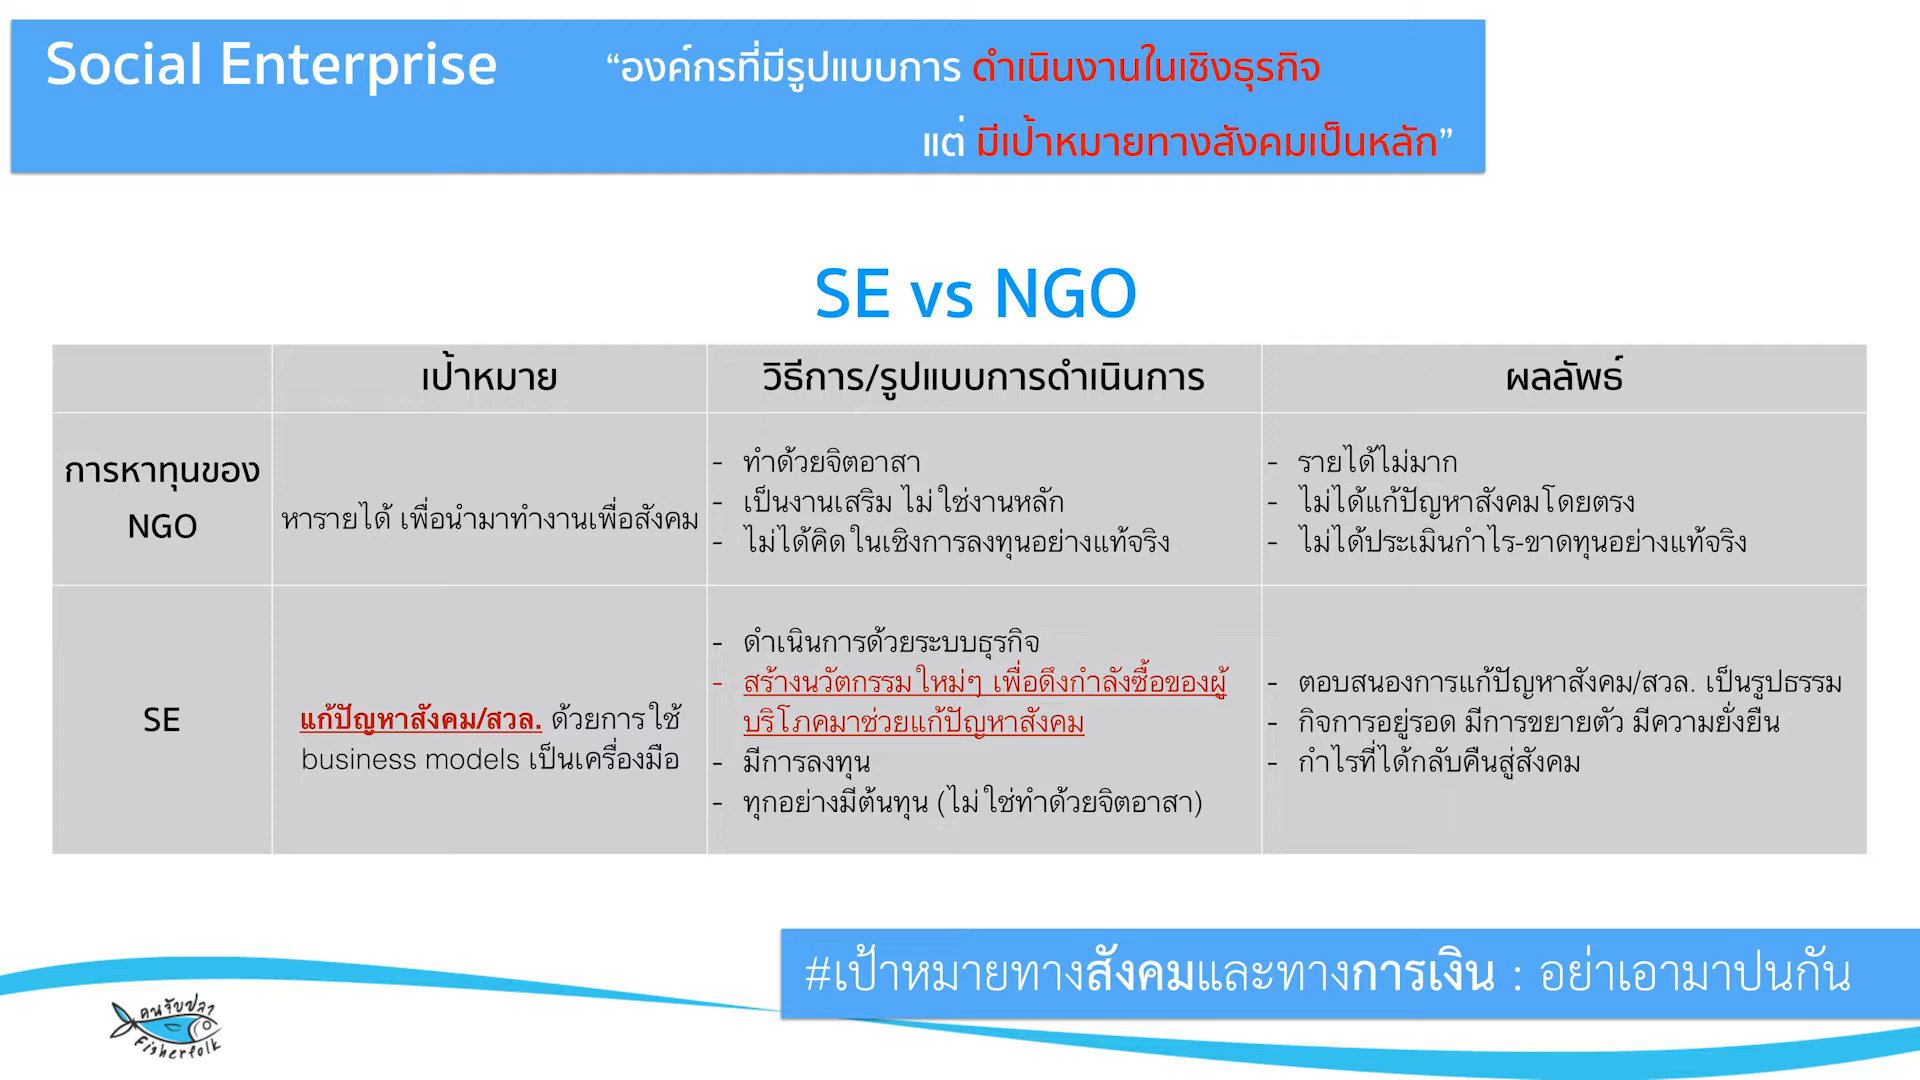 Social Enterprise
“องค์กรที่มีรูปแบบการ ดำเนินงานในเชิงธุรกิจ
แต่ มีเป้าหมายทางสังคมเป็นหลัก”
SE vs NGO
เป้าหมาย
วิธีการ/รูปแบบการดำเนินการ
ผลลัพธ์
การหาทุนของ
NGO
หารายได้ เพื่อนำมาทำงานเพื่อสังคม
- ทำด้วยจิตอาสา
- เป็นงานเสริม ไม่ใช่งานหลัก
- ไม่ได้คิดในเชิงการลงทุนอย่างแท้จริง
- รายได้ไม่มาก
- ไม่ได้แก้ปัญหาสังคมโดยตรง
- ไม่ได้ประเมินกำไร-ขาดทุนอย่างแท้จริง
SE
แก้ปัญหาสังคม/สวล. ด้วยการใช้
business models เป็นเครื่องมือ
- ดำเนินการด้วยระบบธุรกิจ
- สร้างนวัตกรรมใหม่ๆ เพื่อดึงกำลังซื้อของผู้
บริโภคมาช่วยแก้ปัญหาสังคม
- มีการลงทุน
- ทุกอย่างมีต้นทุน (ไม่ใช่ทำด้วยจิตอาสา)
- ตอบสนองการแก้ปัญหาสังคม/สวล. เป็นรูปธรรม
- กิจการอยู่รอด มีการขยายตัว มีความยั่งยืน
- กำไรที่ได้กลับคืนสู่สังคม
#เป้าหมายทางสังคมและทางการเงิน : อย่าเอามาปนกัน
คนจับปลา
Fisherfolk